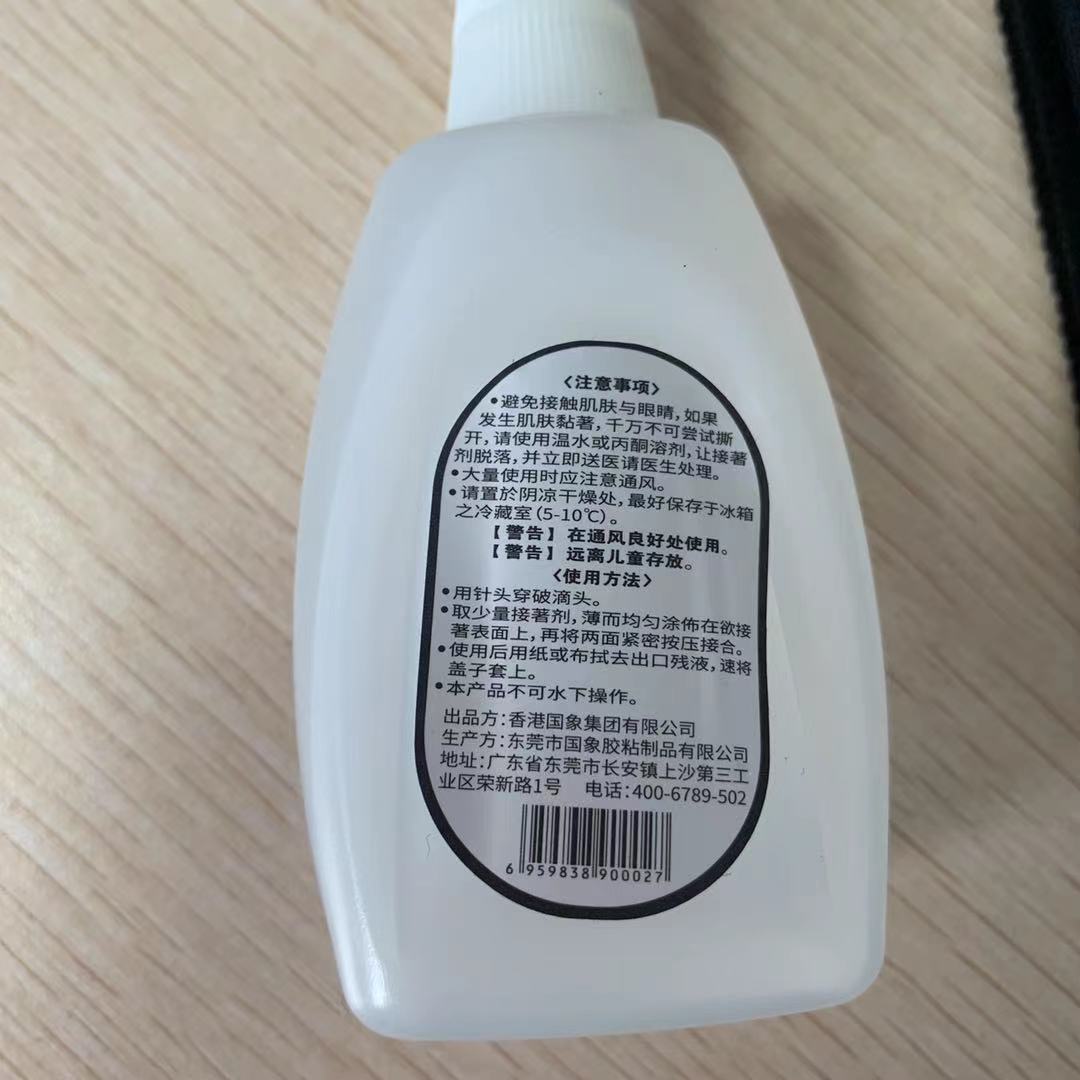 〈注意事项〉
•避免接触肌肤与眼睛,如果
发生肌肤黏著,千万不可尝试撕
开,请使用温水或丙酮溶剂,让接著
剂脱落,并立即送医请医生处理。
•大量使用时应注意通风。
•请置於阴凉干燥处,最好保存于冰箱
之冷藏室(5-10℃)。
【警告】在通风良好处使用。
【警告】远离儿童存放。
〈使用方法〉
•用针头穿破滴头。
•取少量接著剂,薄而均匀涂佈在欲接
著表面上,再将两面紧密按压接合。
•使用后用纸或布拭去出口残液,速将
盖子套上。
•本产品不可水下操作。
出品方:香港国象集团有限公司
生产方:东莞市国象胶粘制品有限公司
地址:广东省东莞市长安镇上沙第三工
业区荣新路1号 电话:400-6789-502
6 959838 900027